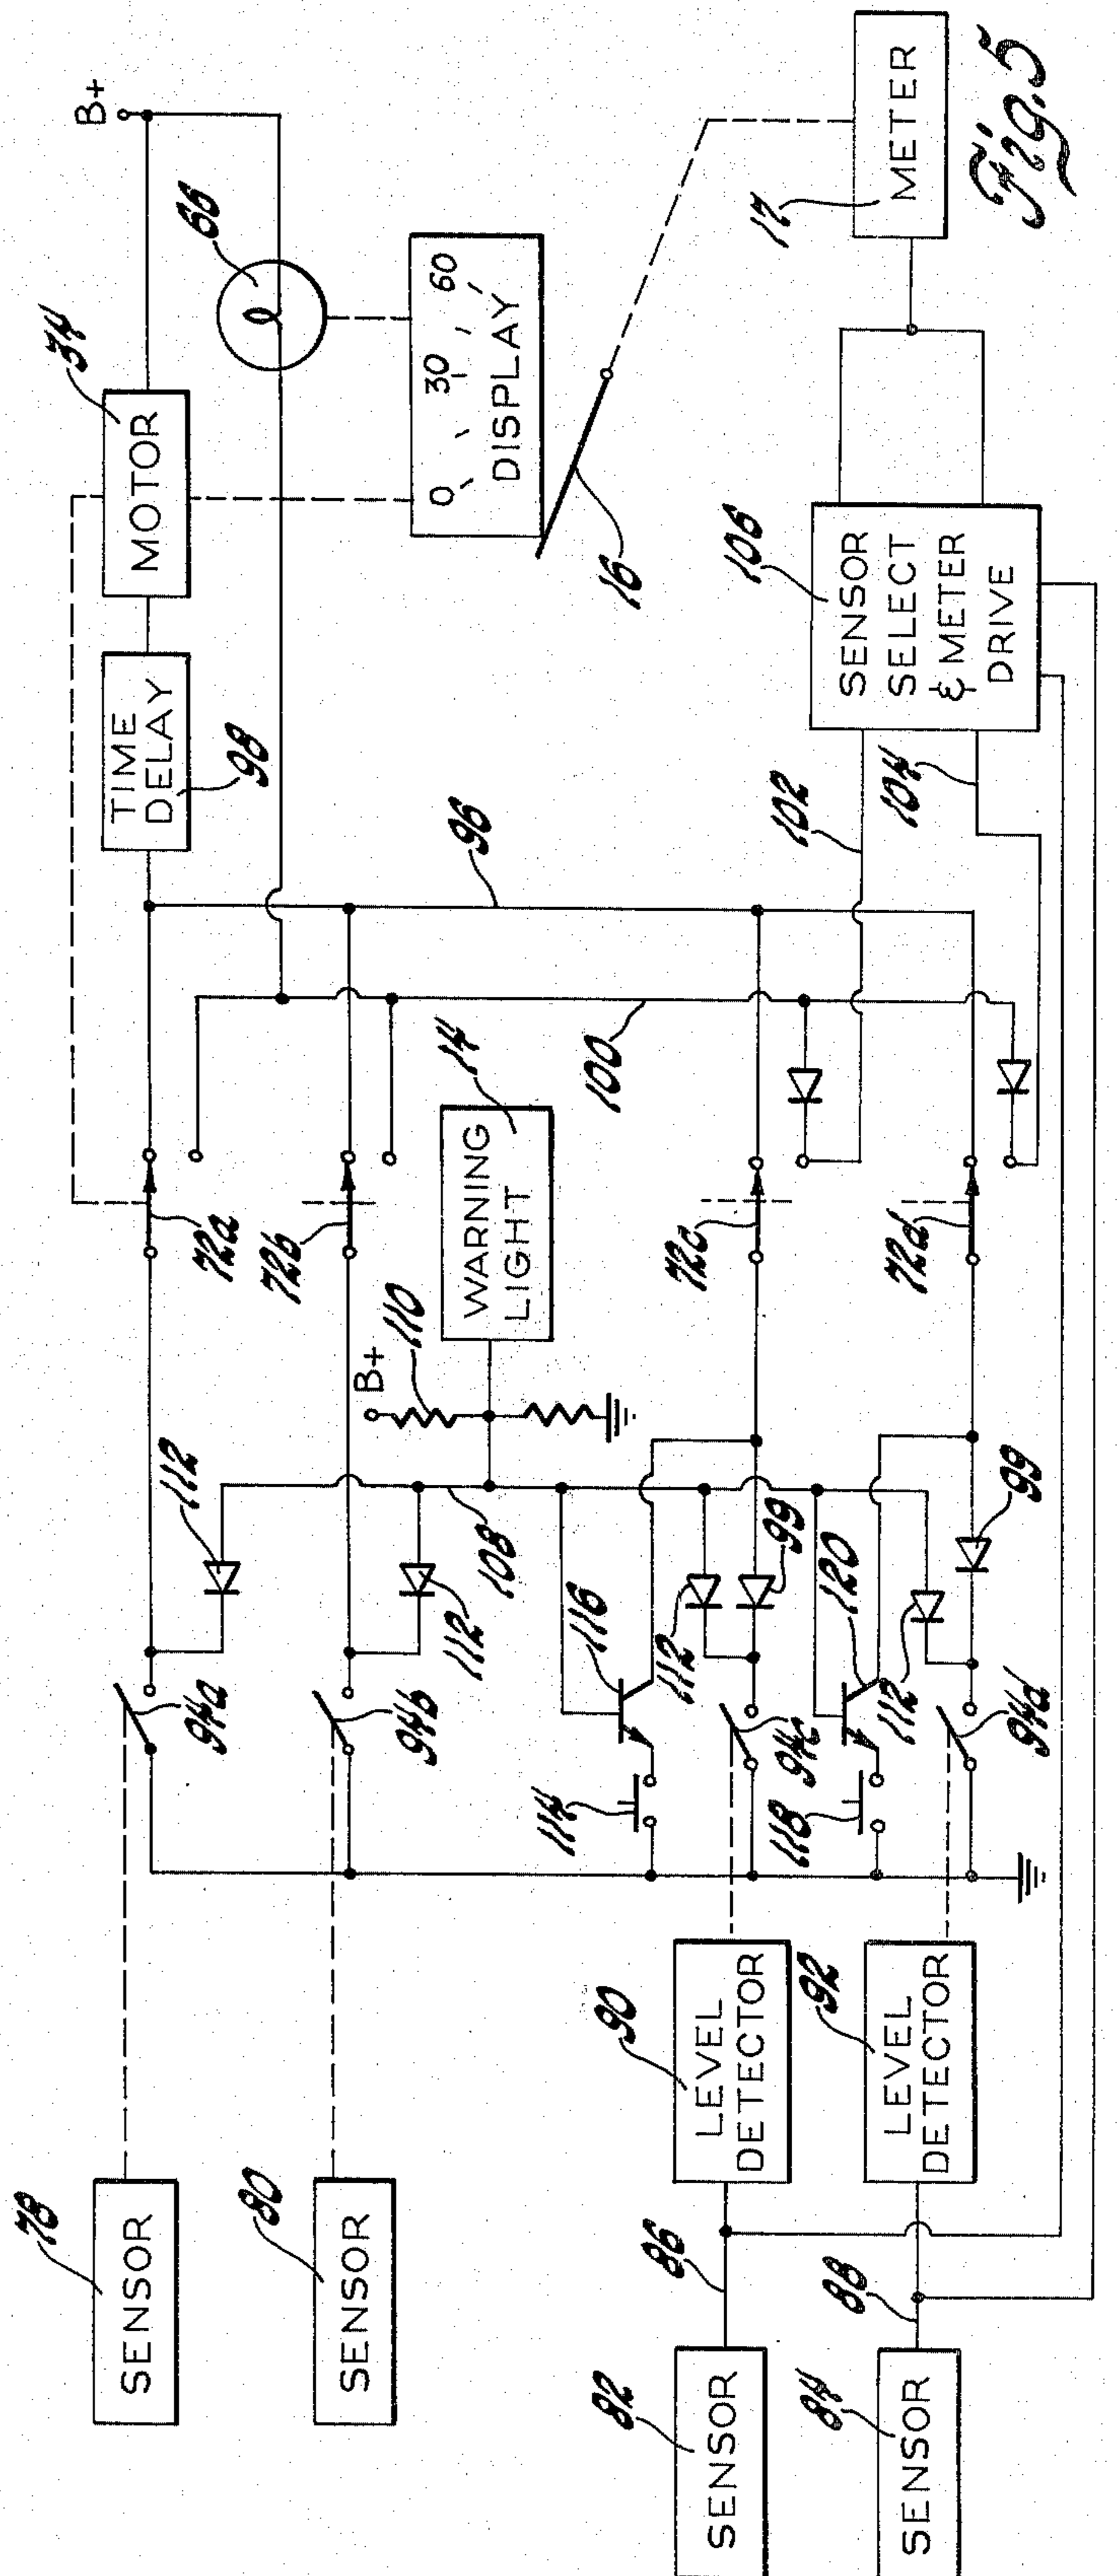 B+
66
34
MOTOR
TIME
DELAY
98
0 30 60
DISPLAY
16
METER
17
Fig. 5
SENSOR
SELECT
& METER
DRIVE
106
102
104
96
100
72a
72b
72c
72d
WARNING
LIGHT
14
B+
110
112
112
108
116
112
99
120
112
99
94a
94b
114
94c
118
94d
LEVEL
DETECTOR
90
LEVEL
DETECTOR
92
SENSOR
78
SENSOR
80
86
88
SENSOR
82
SENSOR
84